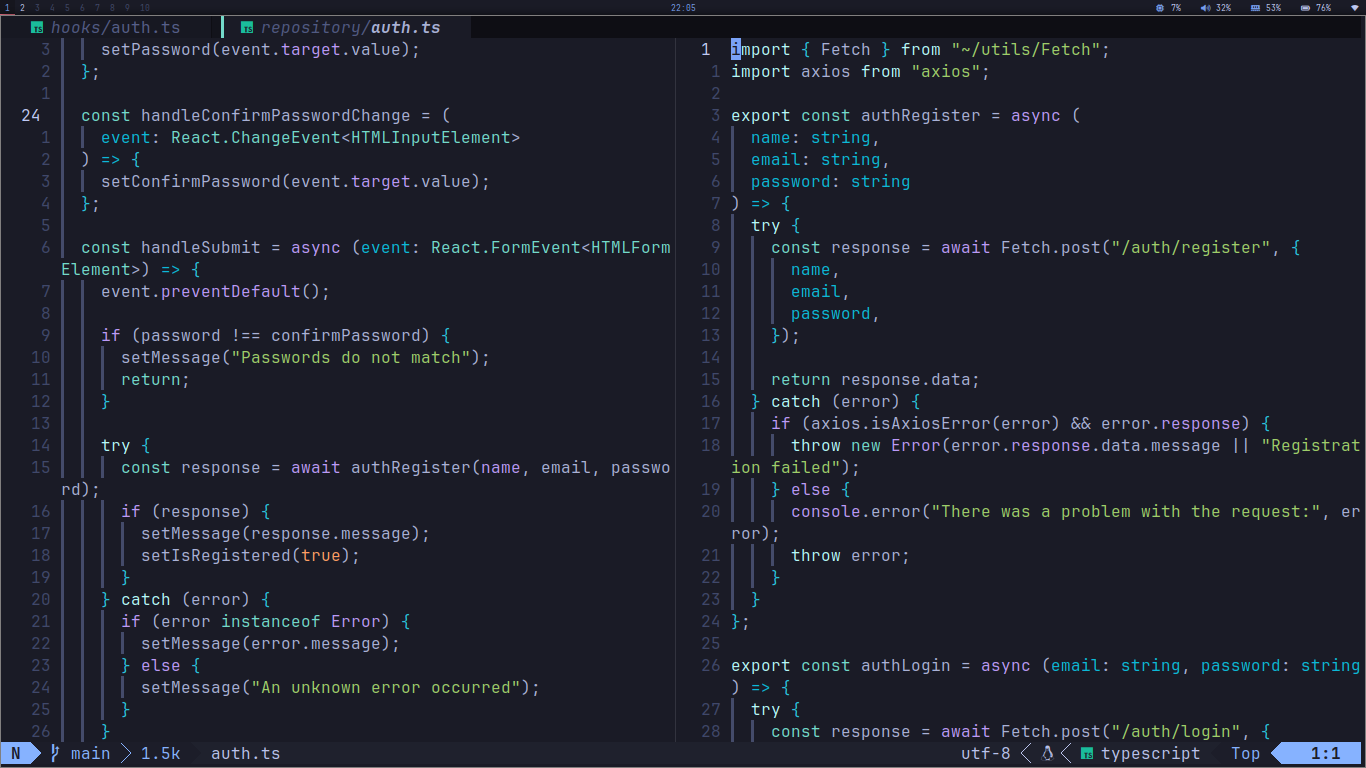 1 2 3 4 5 6 7 8 9 10 22:05 7% 32% 53% 76%
TS hooks/auth.ts TS repository/auth.ts
3 setPassword(event.target.value);
2 };
1
24 const handleConfirmPasswordChange = (
1 event: React.ChangeEvent<HTMLInputElement>
2 ) => {
3 setConfirmPassword(event.target.value);
4 };
5
6 const handleSubmit = async (event: React.FormEvent<HTMLForm
Element>) => {
7 event.preventDefault();
8
9 if (password !== confirmPassword) {
10 setMessage("Passwords do not match");
11 return;
12 }
13
14 try {
15 const response = await authRegister(name, email, passwo
rd);
16 if (response) {
17 setMessage(response.message);
18 setIsRegistered(true);
19 }
20 } catch (error) {
21 if (error instanceof Error) {
22 setMessage(error.message);
23 } else {
24 setMessage("An unknown error occurred");
25 }
26 }
1 import { Fetch } from "~/utils/Fetch";
1 import axios from "axios";
2
3 export const authRegister = async (
4 name: string,
5 email: string,
6 password: string
7 ) => {
8 try {
9 const response = await Fetch.post("/auth/register", {
10 name,
11 email,
12 password,
13 });
14
15 return response.data;
16 } catch (error) {
17 if (axios.isAxiosError(error) && error.response) {
18 throw new Error(error.response.data.message || "Registrat
ion failed");
19 } else {
20 console.error("There was a problem with the request:", er
ror);
21 throw error;
22 }
23 }
24 };
25
26 export const authLogin = async (email: string, password: string
) => {
27 try {
28 const response = await Fetch.post("/auth/login", {
N main 1.5k auth.ts utf-8 TS typescript Top 1:1